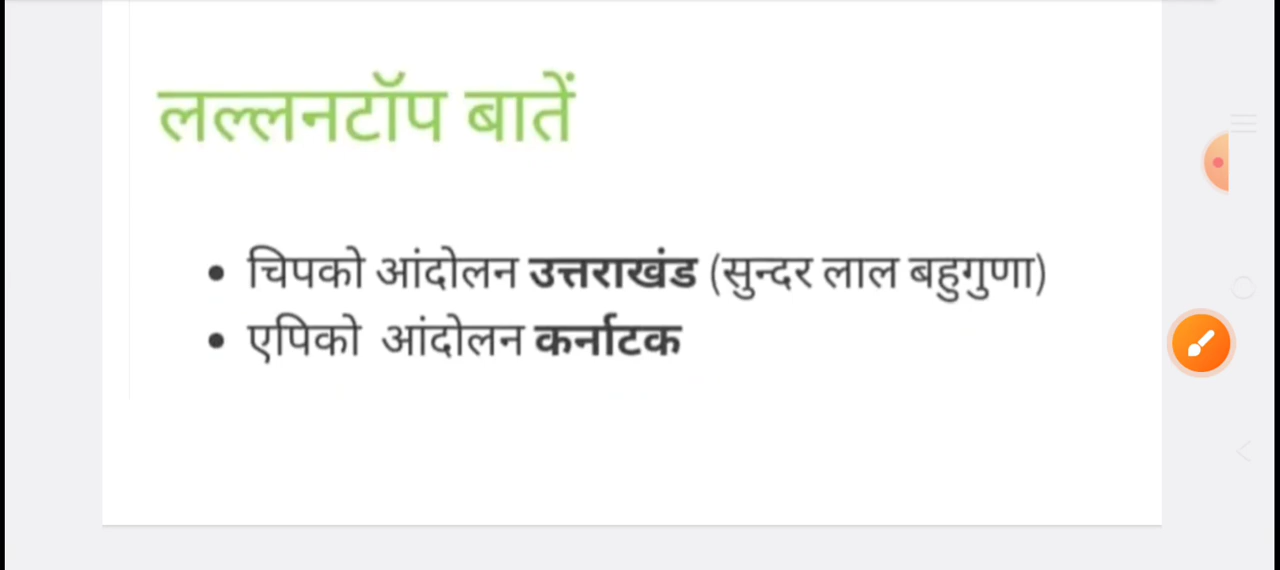 लल्लनटॉप बातें
चिपको आंदोलन उत्तराखंड (सुन्दर लाल बहुगुणा)
एपिको आंदोलन कर्नाटक